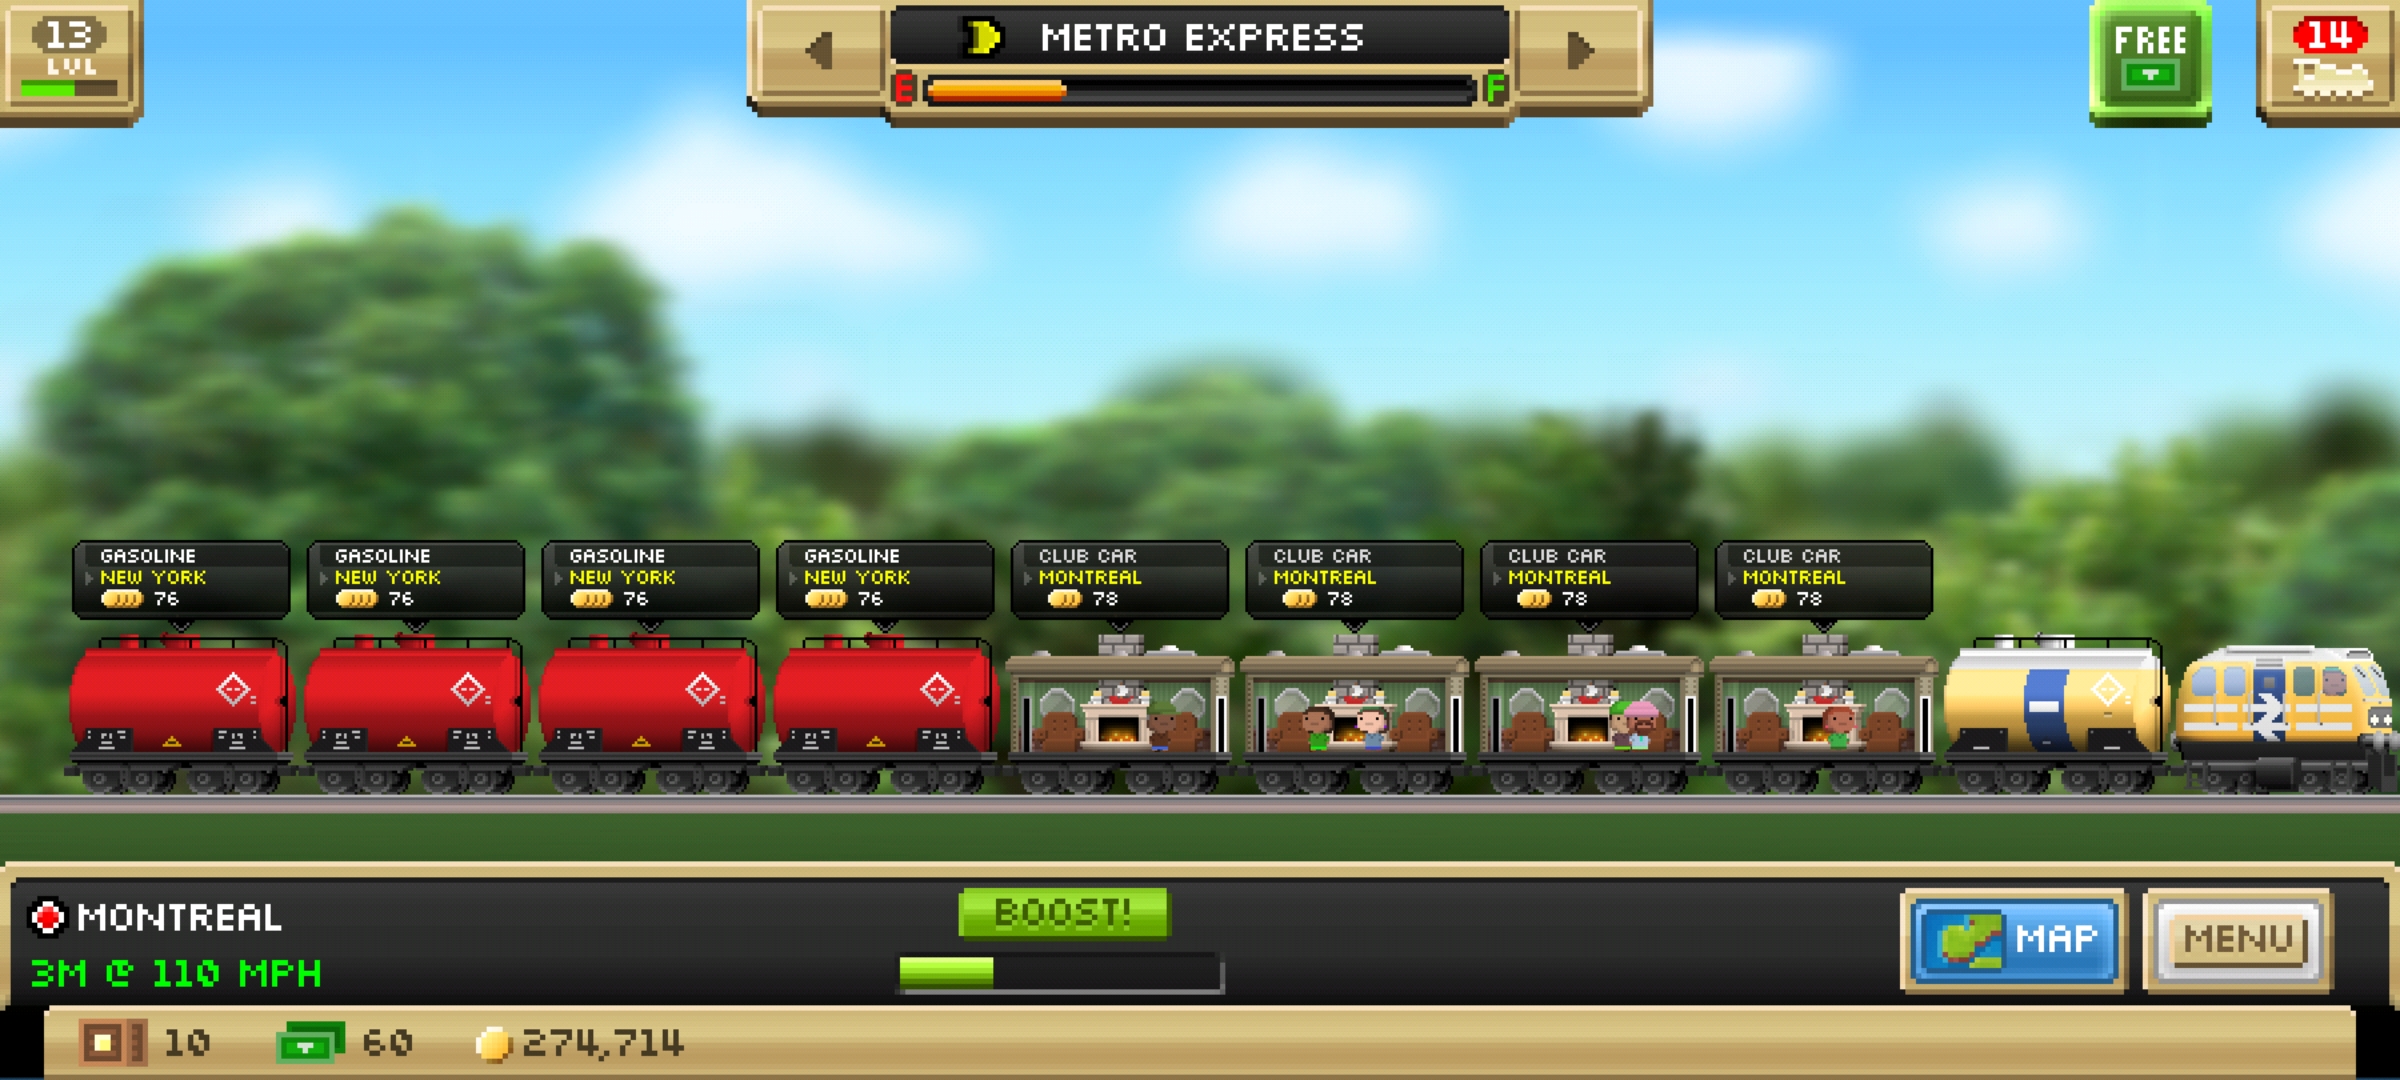 13
LVL
METRO EXPRESS
E
F
FREE
14
GASOLINE
NEW YORK
76
GASOLINE
NEW YORK
76
GASOLINE
NEW YORK
76
GASOLINE
NEW YORK
76
CLUB CAR
MONTREAL
78
CLUB CAR
MONTREAL
78
CLUB CAR
MONTREAL
78
CLUB CAR
MONTREAL
78
MONTREAL
3M @ 110 MPH
BOOST!
MAP
MENU
10
60
274,714